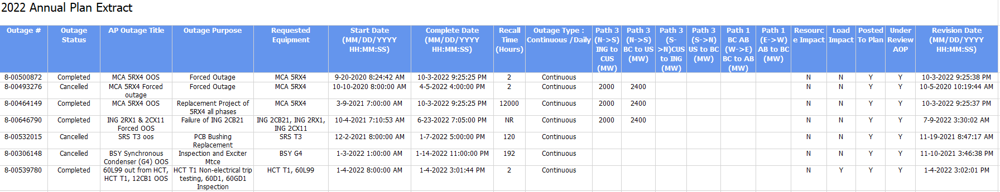 2022 Annual Plan Extract
Outage # Outage Status AP Outage Title Outage Purpose Requested Equipment Start Date (MM/DD/YYYY HH:MM:SS) Complete Date (MM/DD/YYYY HH:MM:SS) Recall Time (Hours) Outage Type : Continuous /Daily Path 3 (N->S) ING to CUS (MW) Path 3 (N->S) BC to US (MW) Path 3 (S->N)CUS to ING (MW) Path 3 (S->N) US to BC (MW) Path 1 BC AB (W->E) BC to AB (MW) Path 1 (E->W) AB to BC (MW) Resourc e Impact Load Impact Posted To Plan Under Review AOP Revision Date (MM/DD/YYYY HH:MM:SS)
8-00500872 Completed MCA 5RX4 OOS Forced Outage MCA 5RX4 9-20-2020 8:24:42 AM 10-3-2022 9:25:25 PM 2 Continuous N N Y Y 10-3-2022 9:25:38 PM
8-00493276 Cancelled MCA 5RX4 Forced outage Forced Outage MCA 5RX4 10-10-2020 8:00:00 AM 4-5-2022 4:00:00 PM 2 Continuous 2000 2400 N N Y Y 10-5-2020 10:19:44 AM
8-00464149 Completed MCA 5RX4 OOS Replacement Project of 5RX4 all phases MCA 5RX4 3-9-2021 7:00:00 AM 10-3-2022 9:25:25 PM 12000 Continuous 2000 2400 N N Y Y 10-3-2022 9:25:37 PM
8-00646790 Completed ING 2RX1 & 2CX11 Forced OOS Failure of ING 2CB21 ING 2CB21, ING 2RX1, ING 2CX11 10-4-2021 7:10:53 AM 6-23-2022 7:05:00 PM NR Continuous 2000 2400 N N Y Y 7-9-2022 3:30:02 AM
8-00532015 Cancelled SRS T3 oos PCB Bushing Replacement SRS T3 12-2-2021 8:00:00 AM 1-7-2022 5:00:00 PM 120 Continuous N N Y Y 11-19-2021 8:47:17 AM
8-00306148 Cancelled BSY Synchronous Condenser (G4) OOS Inspection and Exciter Mtce BSY G4 1-3-2022 1:00:00 AM 1-14-2022 11:00:00 PM 192 Continuous N N Y Y 11-10-2021 3:46:38 PM
8-00539780 Completed 60L99 out from HCT, HCT T1, 12CB1 OOS HCT T1 Non-electrical trip testing, 60D1, 60GD1 Inspection HCT T1, 60L99 1-4-2022 8:00:00 AM 1-4-2022 3:01:44 PM 2 Continuous N Y Y Y 1-4-2022 3:02:01 PM